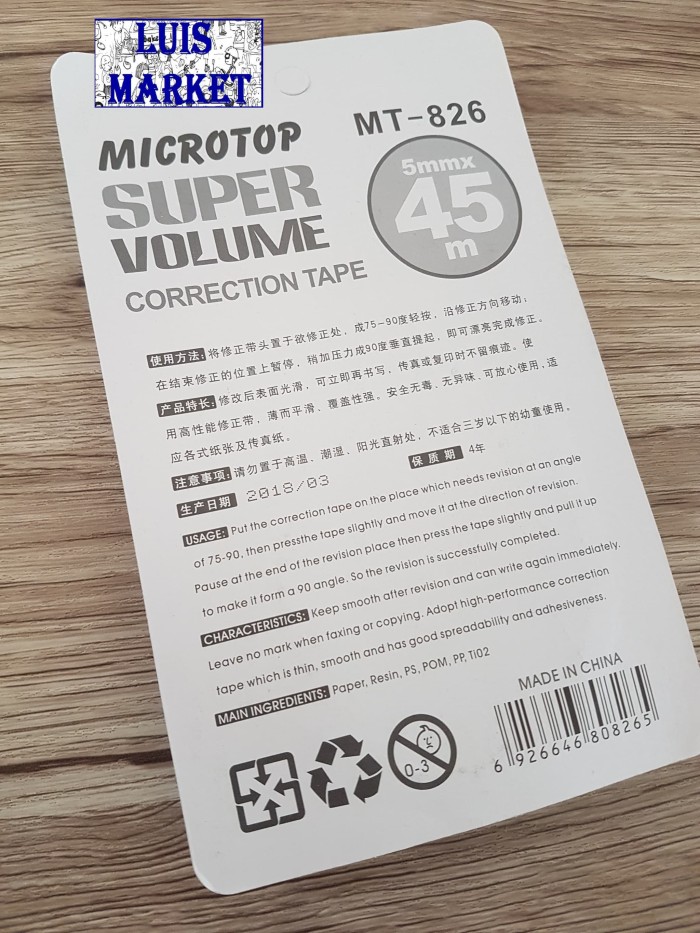 LUIS
MARKET
MICROTOP
MT-826
SUPER
VOLUME
CORRECTION TAPE
5mmx
45
m
使用方法:将修正带头置于欲修正处，成75-90度轻按，沿修正方向移动；
在结束修正的位置上暂停，稍加压力成90度垂直提起，即可漂亮完成修正。
产品特长:修改后表面光滑，可立即再书写，传真或复印时不留痕迹。使
用高性能修正带，薄而平滑、覆盖性强。安全无毒、无异味、可放心使用，适
应各式纸张及传真纸。
注意事项:请勿置于高温、潮湿、阳光直射处，不适合三岁以下的幼童使用。
生产日期 2018/03 保质期 4年
USAGE: Put the correction tape on the place which needs revision at an angle
of 75-90, then pressthe tape slightly and move it at the direction of revision.
Pause at the end of the revision place then press the tape slightly and pull it up
to make it form a 90 angle. So the revision is successfully completed.
CHARACTERISTICS: Keep smooth after revision and can write again immediately.
Leave no mark when faxing or copying. Adopt high-performance correction
tape which is thin, smooth and has good spreadability and adhesiveness.
MAIN INGREDIENTS: Paper, Resin, PS, POM, PP, Ti02
MADE IN CHINA
0-3
6 926646 808265